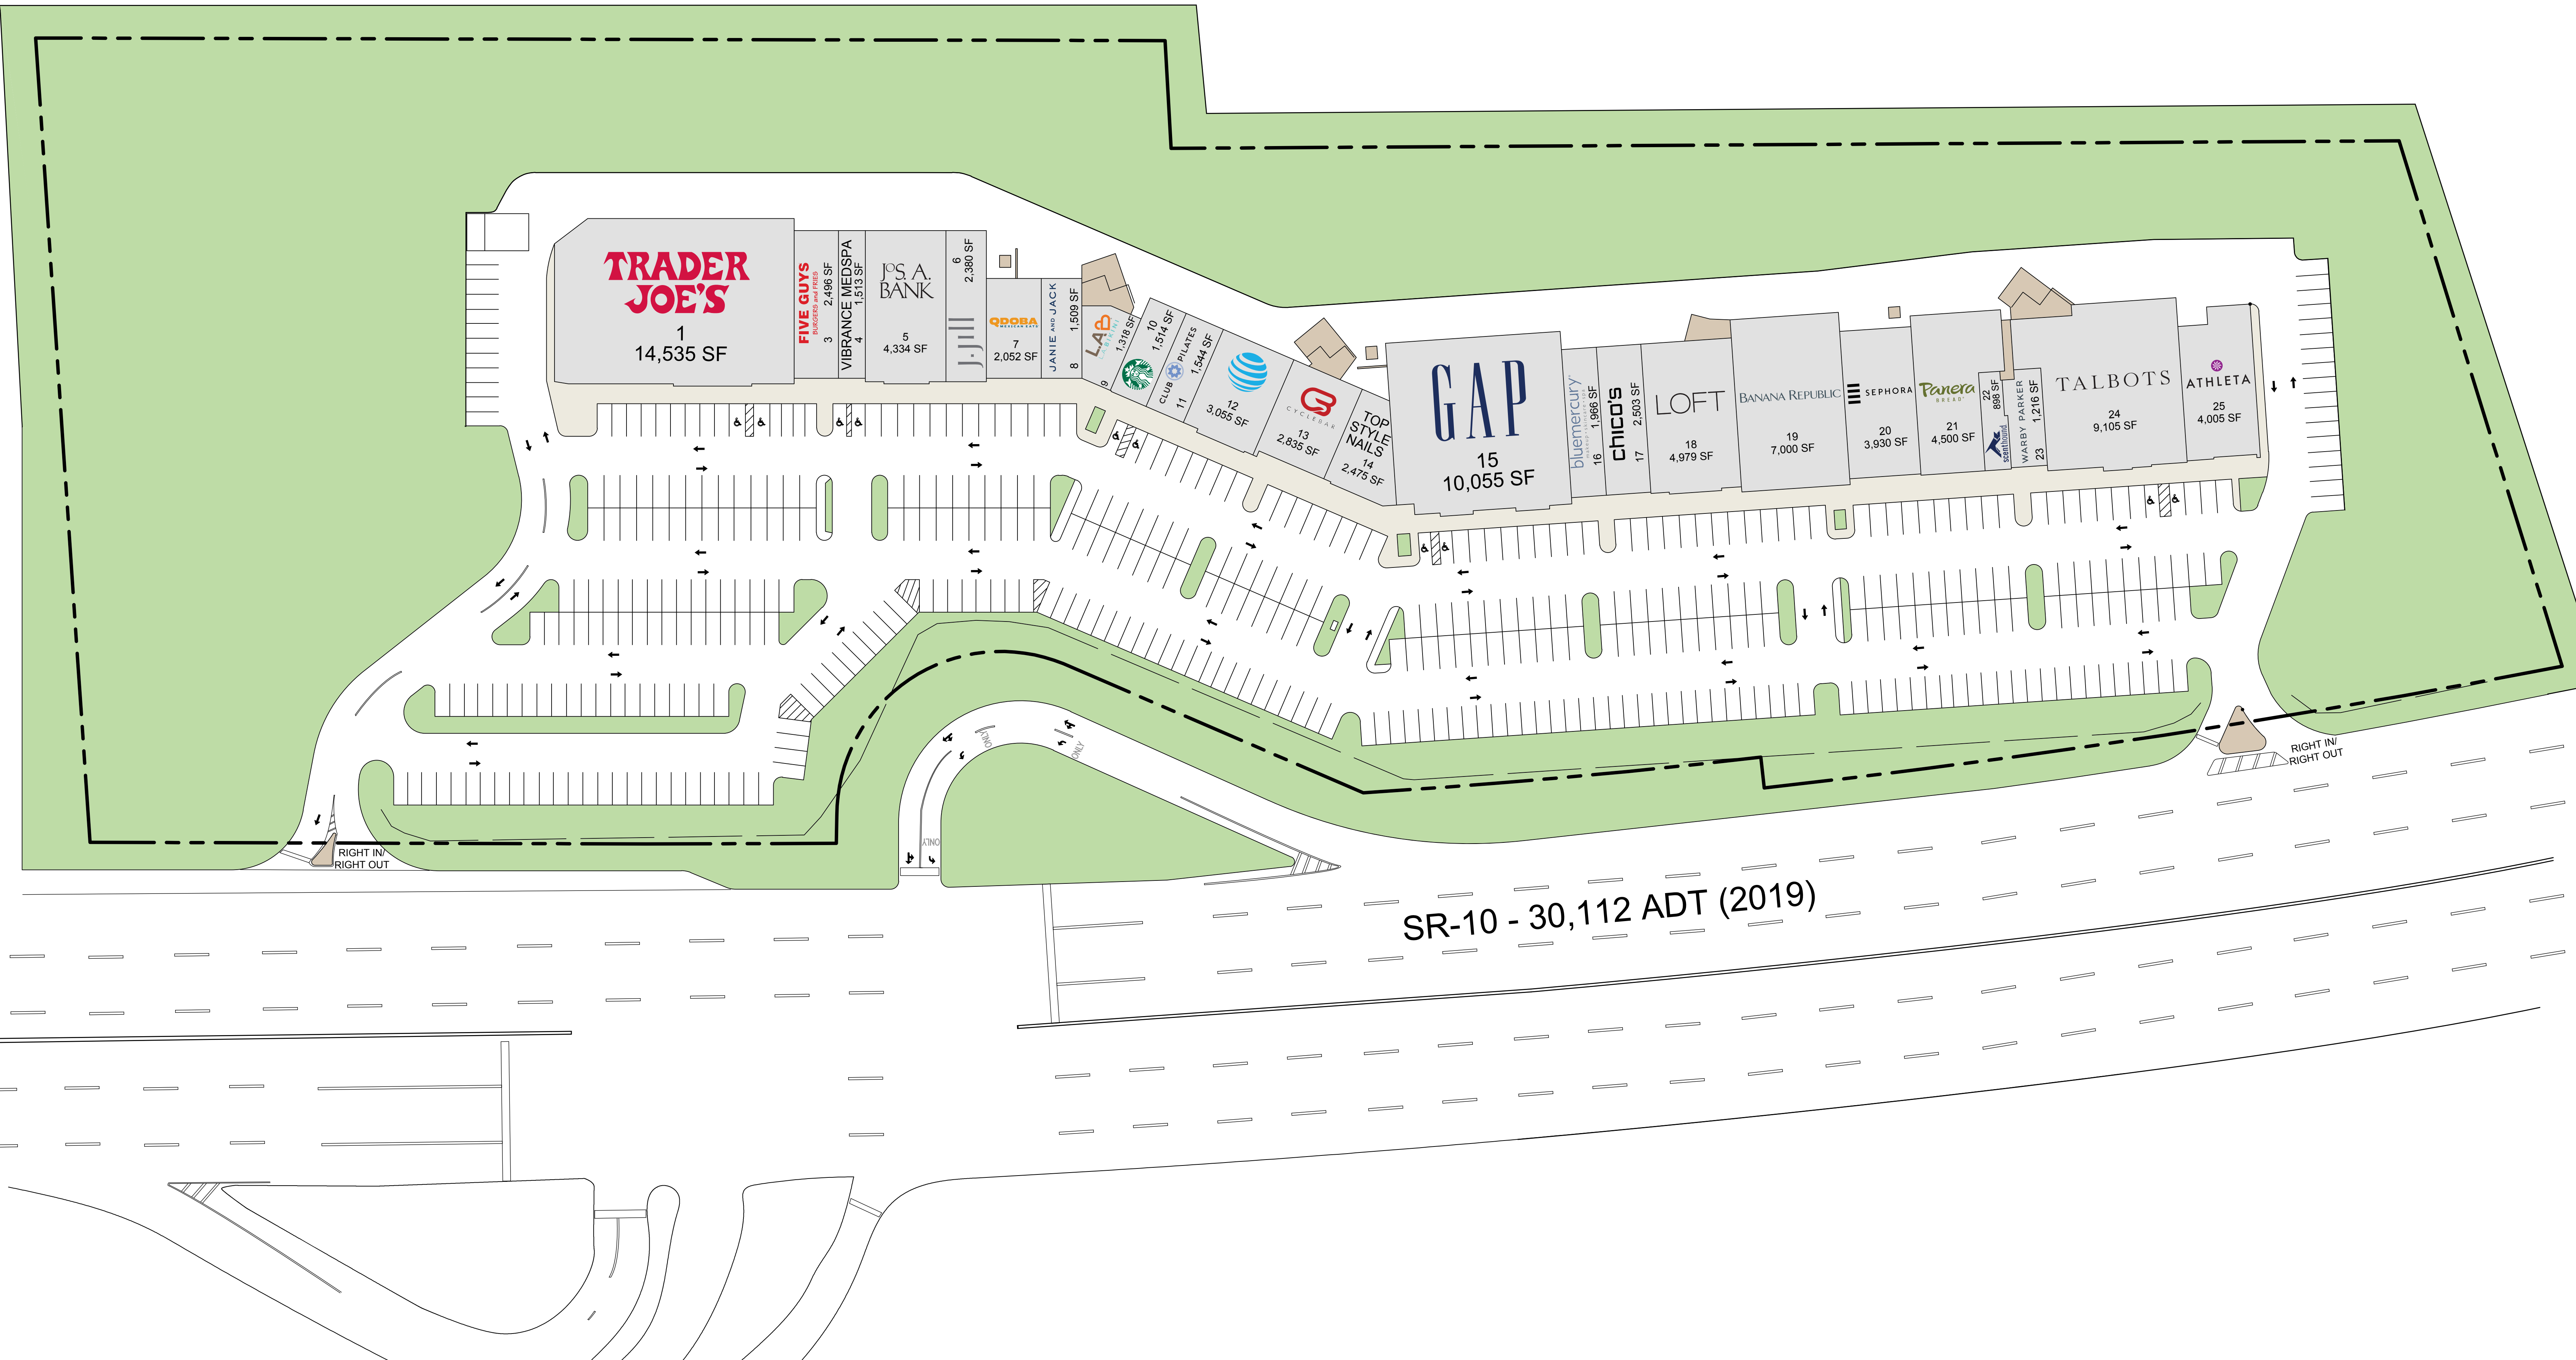 TRADER
JOE'S
1
14,535 SF
FIVE GUYS
BURGERS and FRIES
3 2,496 SF
VIBRANCE MEDSPA
4 1,513 SF
JOS. A.
BANK
5
4,334 SF
J.Jill
6
2,380 SF
QDOBA
MEXICAN EATS
7
2,052 SF
JANIE AND JACK
8 1,509 SF
LAB
A BIKINI
9 1,318 SF
10
1,514 SF
CLUB PILATES
11 1,544 SF
12
3,055 SF
CYCLEBAR
13
2,835 SF
TOP
STYLE
NAILS
14
2,475 SF
GAP
15
10,055 SF
bluemercury
16 1,966 SF
chico's
17 2,503 SF
LOFT
18
4,979 SF
BANANA REPUBLIC
19
7,000 SF
SEPHORA
20
3,930 SF
Panera
BREAD
21
4,500 SF
scenthound
22
898 SF
WARBY PARKER
23 1,216 SF
TALBOTS
24
9,105 SF
ATHLETA
25
4,005 SF
RIGHT IN/
RIGHT OUT
ONLY
ONLY
ONLY
RIGHT IN/
RIGHT OUT
SR-10 - 30,112 ADT (2019)